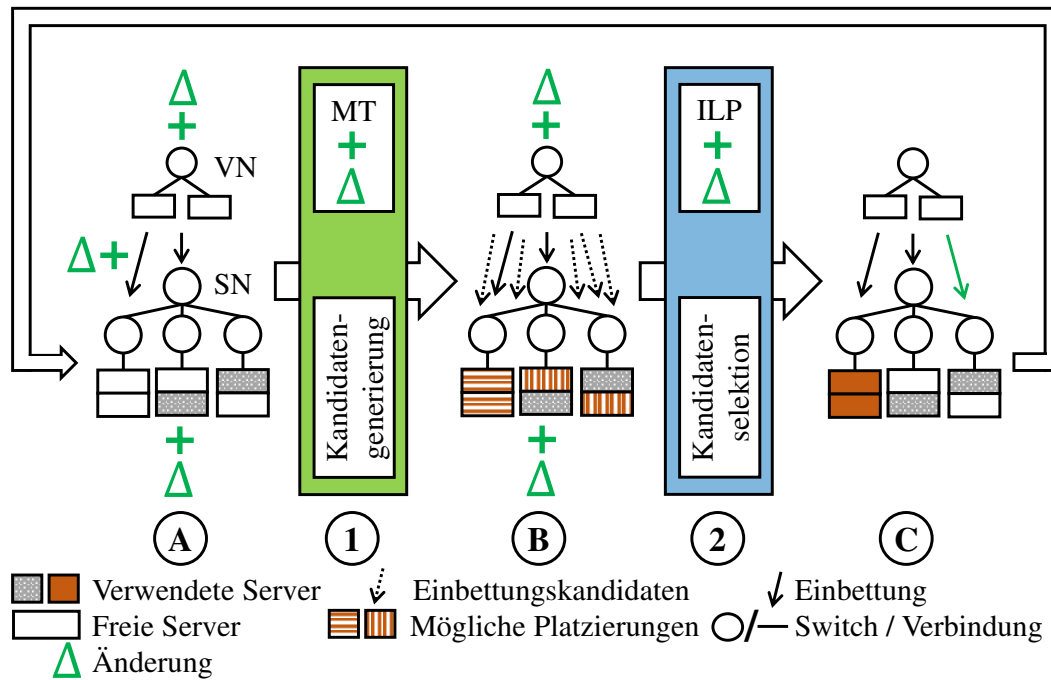 Δ
+
VN
Δ+
SN
+
Δ
MT
+
Δ
Kandidaten-
generierung
Δ
+
+
Δ
ILP
+
Δ
Kandidaten-
selektion
A
1
B
2
C
Verwendete Server
Einbettungskandidaten
Einbettung
Freie Server
Mögliche Platzierungen
/
Switch / Verbindung
Δ Änderung